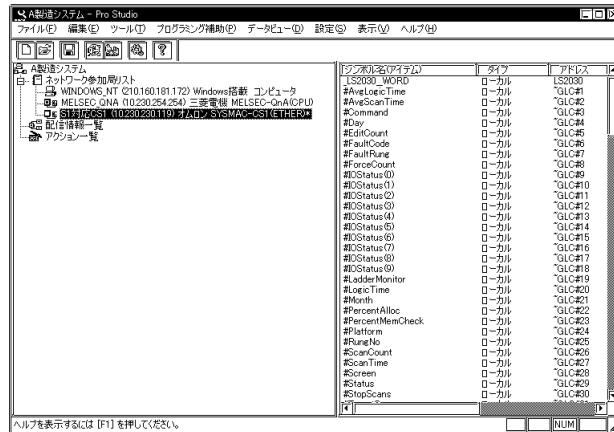 A製造システム - Pro Studio
ファイル(F) 編集(E) ツール(T) プログラミング補助(P) データビュー(D) 設定(S) 表示(V) ヘルプ(H)
A製造システム
ネットワーク参加局リスト
WINDOWS_NT (210.160.181.172) Windows搭載 コンピュータ
MELSEC_QNA (10.230.254.254) 三菱電機 MELSEC-QnA(CPU)
S1対応CS1 (10.230.230.119) オムロン SYSMAC-CS1(ETHER)*
配信情報一覧
アクション一覧
シンボル名(アイテム) タイプ アドレス
_LS2030_WORD ローカル LS2030
#AvgLogicTime ローカル ~GLC#1
#AvgScanTime ローカル ~GLC#2
#Command ローカル ~GLC#3
#Day ローカル ~GLC#4
#EditCount ローカル ~GLC#5
#FaultCode ローカル ~GLC#6
#FaultRung ローカル ~GLC#7
#ForceCount ローカル ~GLC#8
#IOStatus(0) ローカル ~GLC#9
#IOStatus(1) ローカル ~GLC#10
#IOStatus(2) ローカル ~GLC#11
#IOStatus(3) ローカル ~GLC#12
#IOStatus(4) ローカル ~GLC#13
#IOStatus(5) ローカル ~GLC#14
#IOStatus(6) ローカル ~GLC#15
#IOStatus(7) ローカル ~GLC#16
#IOStatus(8) ローカル ~GLC#17
#IOStatus(9) ローカル ~GLC#18
#LadderMonitor ローカル ~GLC#19
#LogicTime ローカル ~GLC#20
#Month ローカル ~GLC#21
#PercentAlloc ローカル ~GLC#22
#PercentMemCheck ローカル ~GLC#23
#Platform ローカル ~GLC#24
#RungNo ローカル ~GLC#25
#ScanCount ローカル ~GLC#26
#ScanTime ローカル ~GLC#27
#Screen ローカル ~GLC#28
#Status ローカル ~GLC#29
#StopScans ローカル ~GLC#30
ヘルプを表示するには [F1] を押してください。 NUM